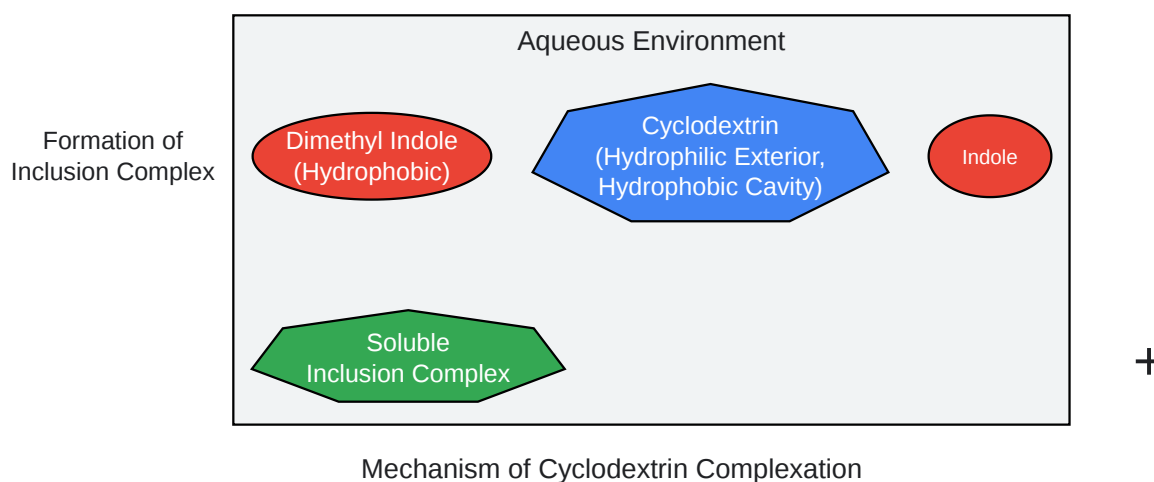 Aqueous Environment
Formation of
Inclusion Complex
Dimethyl Indole
(Hydrophobic)
Cyclodextrin
(Hydrophilic Exterior,
Hydrophobic Cavity)
Indole
Soluble
Inclusion Complex
+
Mechanism of Cyclodextrin Complexation